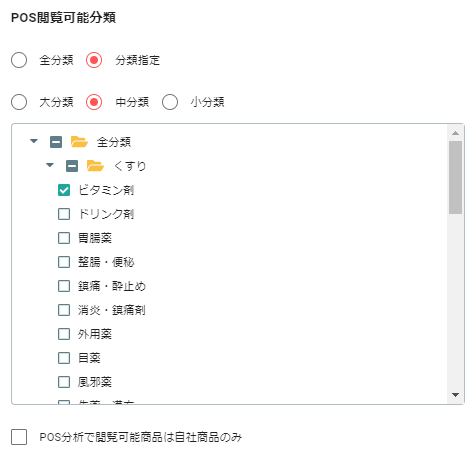 POS閲覧可能分類
全分類 分類指定
大分類 中分類 小分類
全分類
くすり
ビタミン剤
ドリンク剤
胃腸薬
整腸・便秘
鎮痛・酔止め
消炎・鎮痛剤
外用薬
目薬
風邪薬
POS分析で閲覧可能商品は自社商品のみ